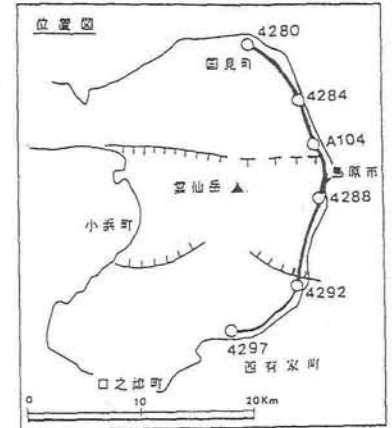 位置図
4280
国見町
4284
A104
島原市
雲仙岳
4288
小浜町
4292
4297
西有家町
口之津町
0 10 20Km